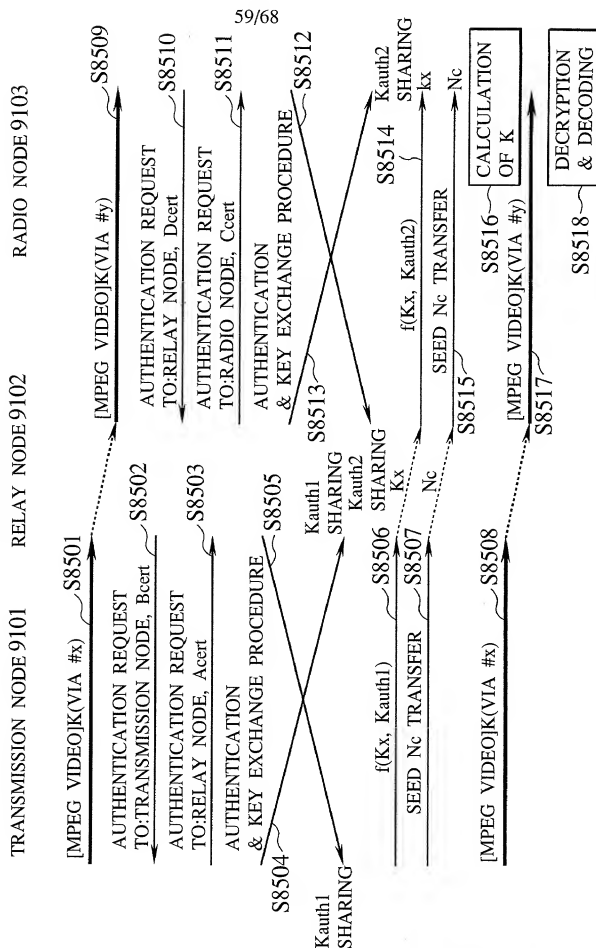 59/68
TRANSMISSION NODE 9101
RELAY NODE 9102
RADIO NODE 9103
[MPEG VIDEO]K(VIA #x)
S8501
[MPEG VIDEO]K(VIA #y)
S8509
AUTHENTICATION REQUEST
TO:TRANSMISSION NODE, Bcert
S8502
AUTHENTICATION REQUEST
TO:RELAY NODE, Dcert
S8510
AUTHENTICATION REQUEST
TO:RELAY NODE, Acert
S8503
AUTHENTICATION REQUEST
TO:RADIO NODE, Ccert
S8511
AUTHENTICATION
& KEY EXCHANGE PROCEDURE
S8504
S8505
AUTHENTICATION
& KEY EXCHANGE PROCEDURE
S8513
S8512
Kauth1
SHARING
Kauth1
SHARING
Kauth2
SHARING
Kauth2
SHARING
f(Kx, Kauth1)
S8506
Kx
f(Kx, Kauth2)
S8514
kx
SEED Nc TRANSFER
S8507
Nc
SEED Nc TRANSFER
S8515
Nc
S8516
CALCULATION
OF K
[MPEG VIDEO]K(VIA #x)
S8508
[MPEG VIDEO]K(VIA #y)
S8517
S8518
DECRYPTION
& DECODING